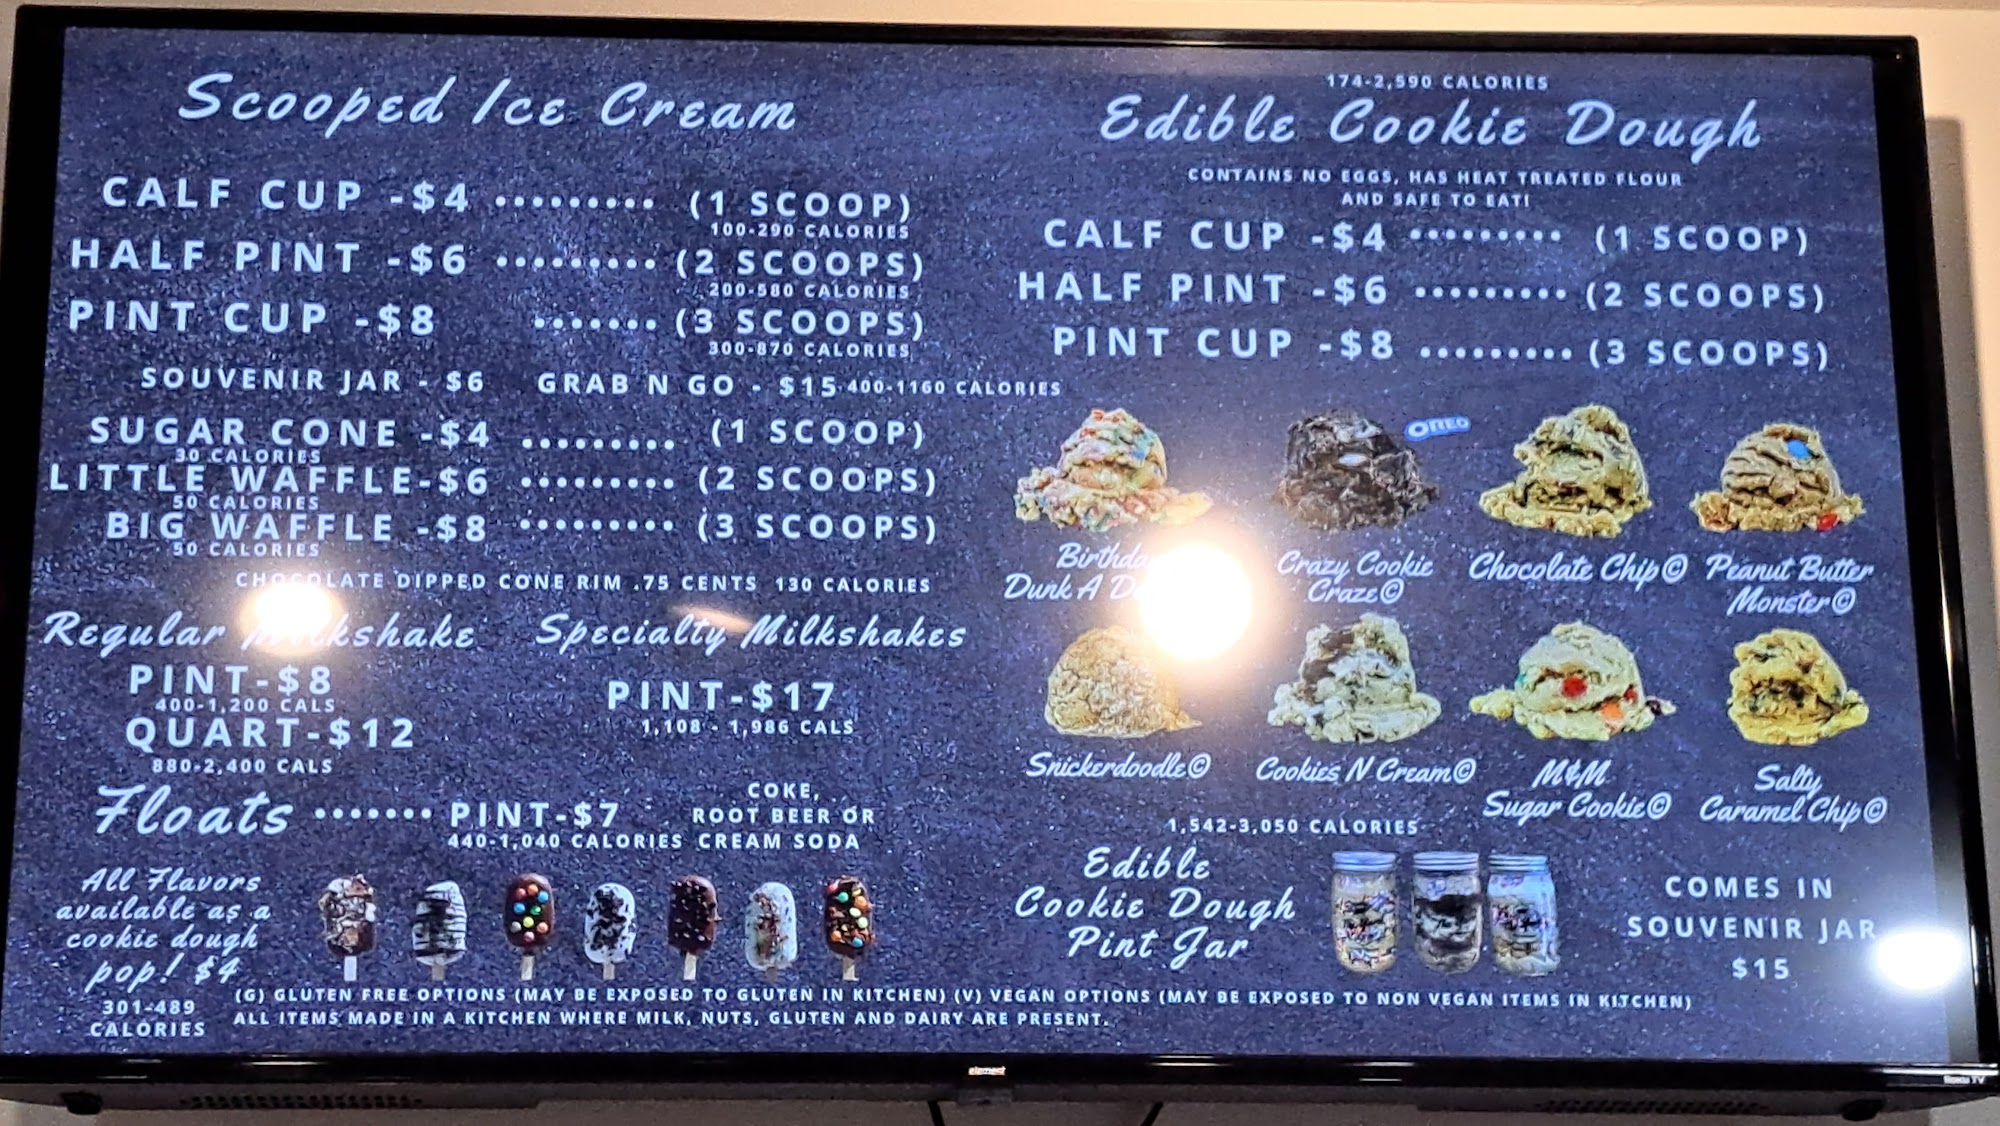 Scooped Ice Cream
CALF CUP -$4 ········· (1 SCOOP)
100-290 CALORIES
HALF PINT -$6 ········· (2 SCOOPS)
200-580 CALORIES
PINT CUP -$8 ······· (3 SCOOPS)
300-870 CALORIES
SOUVENIR JAR - $6 GRAB N GO - $15 400-1160 CALORIES
SUGAR CONE -$4 ········· (1 SCOOP)
30 CALORIES
LITTLE WAFFLE-$6 ········· (2 SCOOPS)
50 CALORIES
BIG WAFFLE -$8 ········· (3 SCOOPS)
50 CALORIES
CHOCOLATE DIPPED CONE RIM .75 CENTS 130 CALORIES
Regular Milkshake
PINT-$8
400-1,200 CALS
QUART-$12
880-2,400 CALS
Specialty Milkshakes
PINT-$17
1,108 - 1,986 CALS
Floats ······· PINT-$7
440-1,040 CALORIES
COKE,
ROOT BEER OR
CREAM SODA
All Flavors
available as a
cookie dough
pop! $4
301-489
CALORIES
174-2,590 CALORIES
Edible Cookie Dough
CONTAINS NO EGGS, HAS HEAT TREATED FLOUR
AND SAFE TO EAT!
CALF CUP -$4 ········· (1 SCOOP)
HALF PINT -$6 ········· (2 SCOOPS)
PINT CUP -$8 ········· (3 SCOOPS)
OREO
Dunk A
Crazy Cookie
Craze©
Chocolate Chip©
Peanut Butter
Monster©
Snickerdoodle©
Cookies N Cream©
M&M
Sugar Cookie©
Salty
Caramel Chip©
1,542-3,050 CALORIES
Edible
Cookie Dough
Pint Jar
COMES IN
SOUVENIR JAR
$15
(G) GLUTEN FREE OPTIONS (MAY BE EXPOSED TO GLUTEN IN KITCHEN) (V) VEGAN OPTIONS (MAY BE EXPOSED TO NON VEGAN ITEMS IN KITCHEN)
ALL ITEMS MADE IN A KITCHEN WHERE MILK, NUTS, GLUTEN AND DAIRY ARE PRESENT.
element
Roku TV